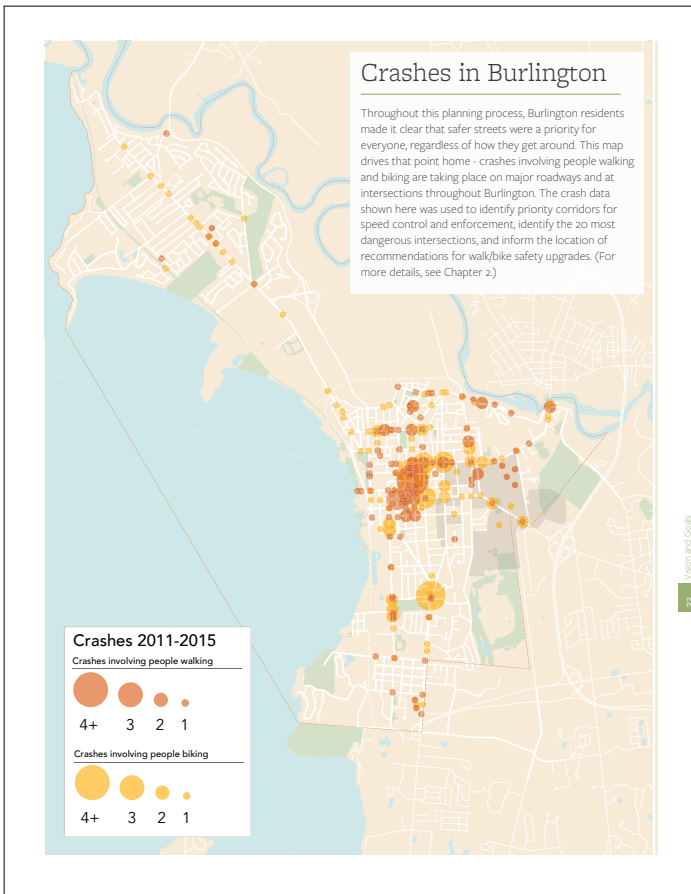 Crashes in Burlington
Throughout this planning process, Burlington residents
made it clear that safer streets were a priority for
everyone, regardless of how they get around. This map
drives that point home - crashes involving people walking
and biking are taking place on major roadways and at
intersections throughout Burlington. The crash data
shown here was used to identify priority corridors for
speed control and enforcement, identify the 20 most
dangerous intersections, and inform the location of
recommendations for walk/bike safety upgrades. (For
more details, see Chapter 2.)
Vision and Goals
23
Crashes 2011-2015
Crashes involving people walking
4+ 3 2 1
Crashes involving people biking
4+ 3 2 1